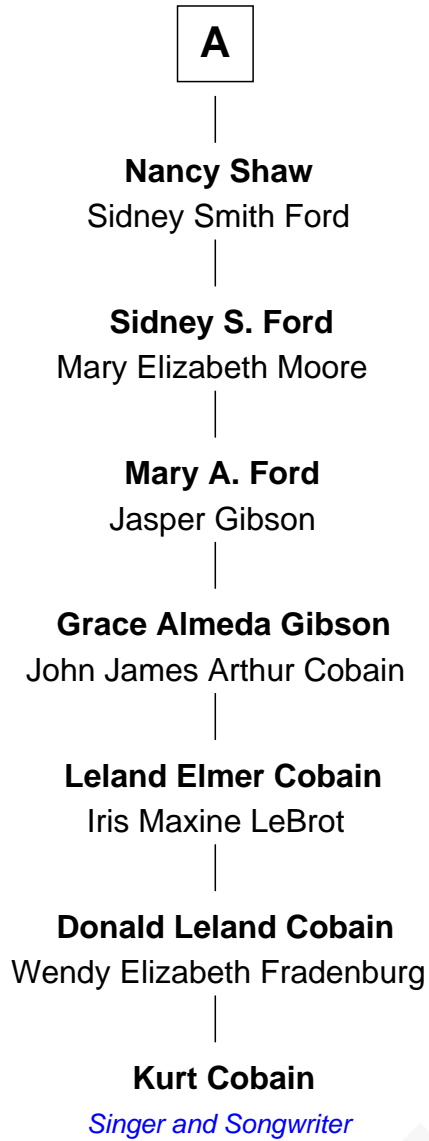 A
Nancy Shaw
Sidney Smith Ford
Sidney S. Ford
Mary Elizabeth Moore
Mary A. Ford
Jasper Gibson
Grace Almeda Gibson
John James Arthur Cobain
Leland Elmer Cobain
Iris Maxine LeBrot
Donald Leland Cobain
Wendy Elizabeth Fradenburg
Kurt Cobain
Singer and Songwriter